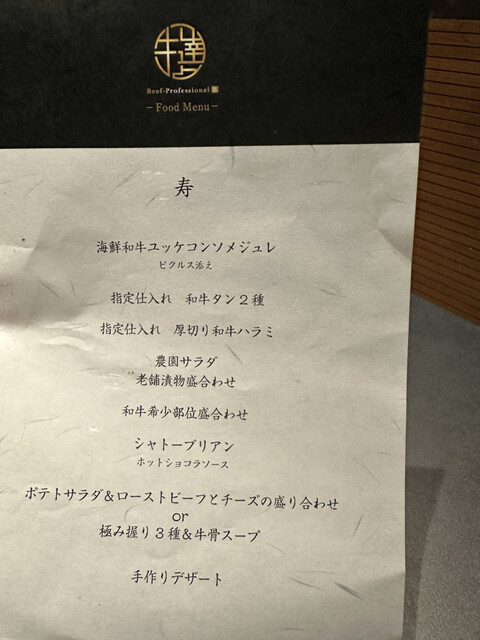 牛達人
Beef-Professional
－Food Menu－
寿
海鮮和牛ユッケコンソメジュレ
ピクルス添え
指定仕入れ 和牛タン２種
指定仕入れ 厚切り和牛ハラミ
農園サラダ
老舗漬物盛合わせ
和牛希少部位盛合わせ
シャトーブリアン
ホットショコラソース
ポテトサラダ＆ローストビーフとチーズの盛り合わせ
or
極み握り３種＆牛骨スープ
手作りデザート